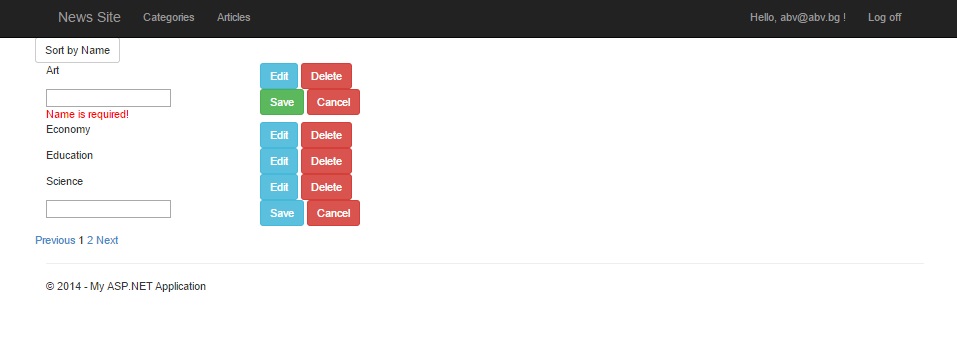 News Site Categories Articles Hello, abv@abv.bg ! Log off
Sort by Name
Art Edit Delete
Save Cancel
Name is required!
Economy Edit Delete
Education Edit Delete
Science Edit Delete
Save Cancel
Previous 1 2 Next
© 2014 - My ASP.NET Application